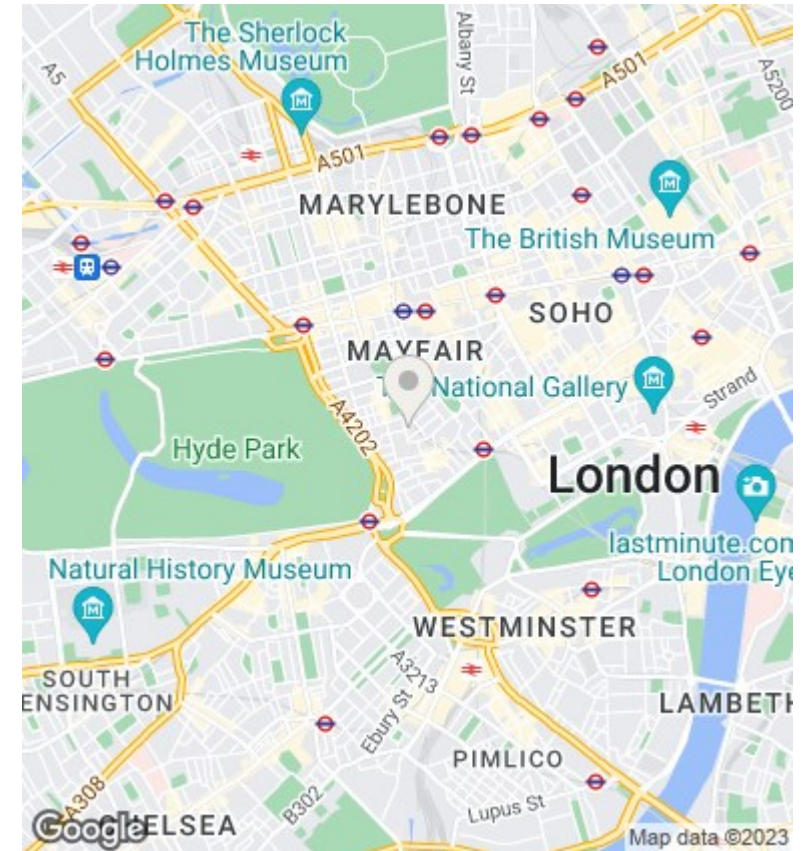 The Sherlock
Holmes Museum
Albany St
A501
A5
A5200
A501
MARYLEBONE
The British Museum
SOHO
MAYFAIR
National Gallery
Strand
A4202
Hyde Park
London
lastminute.com
London Eye
Natural History Museum
WESTMINSTER
SOUTH
ENSINGTON
A3213
Ebury St
LAMBETH
PIMLICO
A308
B302
Lupus St
Google
ELSEA
Map data ©2023